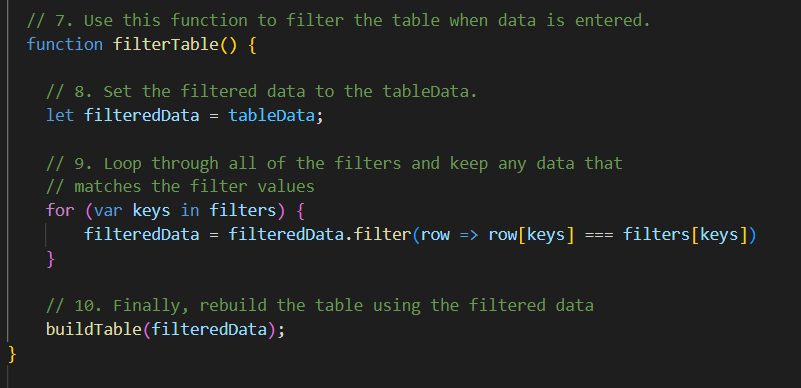 // 7. Use this function to filter the table when data is entered.
function filterTable() {
// 8. Set the filtered data to the tableData.
let filteredData = tableData;
// 9. Loop through all of the filters and keep any data that
// matches the filter values
for (var keys in filters) {
filteredData = filteredData.filter(row => row[keys] === filters[keys])
}
// 10. Finally, rebuild the table using the filtered data
buildTable(filteredData);
}